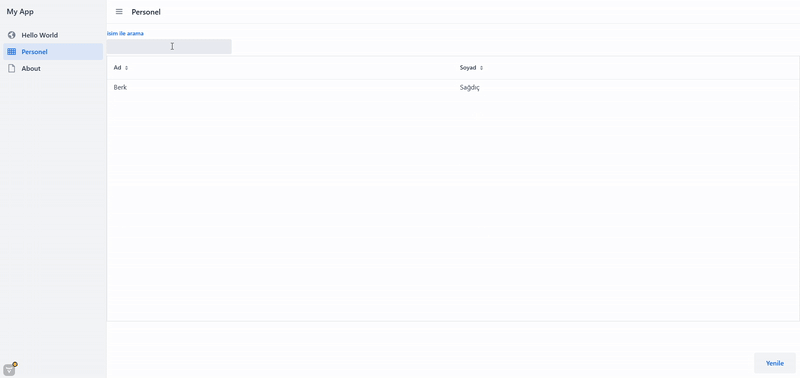 My App
Personel
Hello World
Personel
About
isim ile arama
Ad
Soyad
Berk
Sağdıç
Yenile